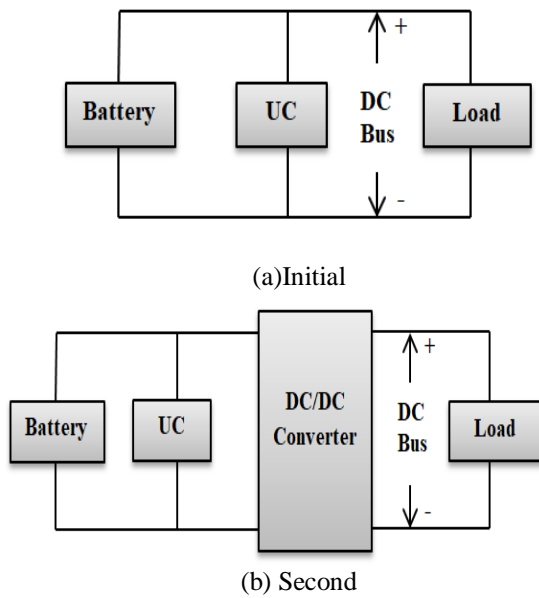 +
Battery
UC
DC
Bus
Load
-
(a)Initial
+
Battery
UC
DC/DC
Converter
DC
Bus
Load
-
(b) Second